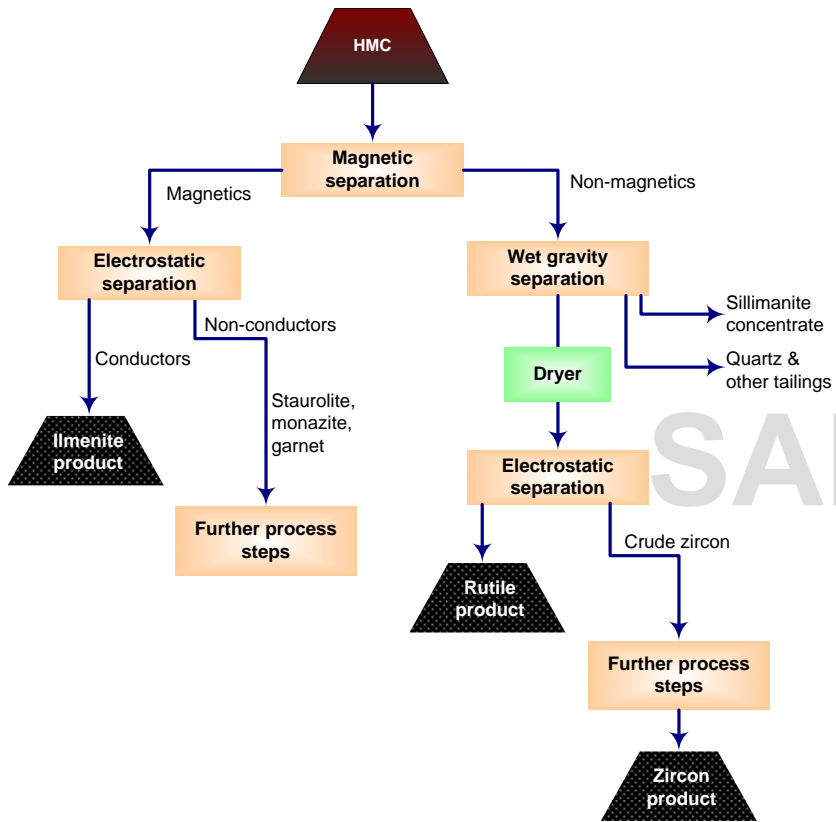 HMC
Magnetic
separation
Magnetics
Non-magnetics
Electrostatic
separation
Wet gravity
separation
Sillimanite
concentrate
Non-conductors
Conductors
Quartz &
other tailings
Dryer
Staurolite,
monazite,
garnet
Ilmenite
product
SA
Electrostatic
separation
Further process
steps
Crude zircon
Rutile
product
Further process
steps
Zircon
product